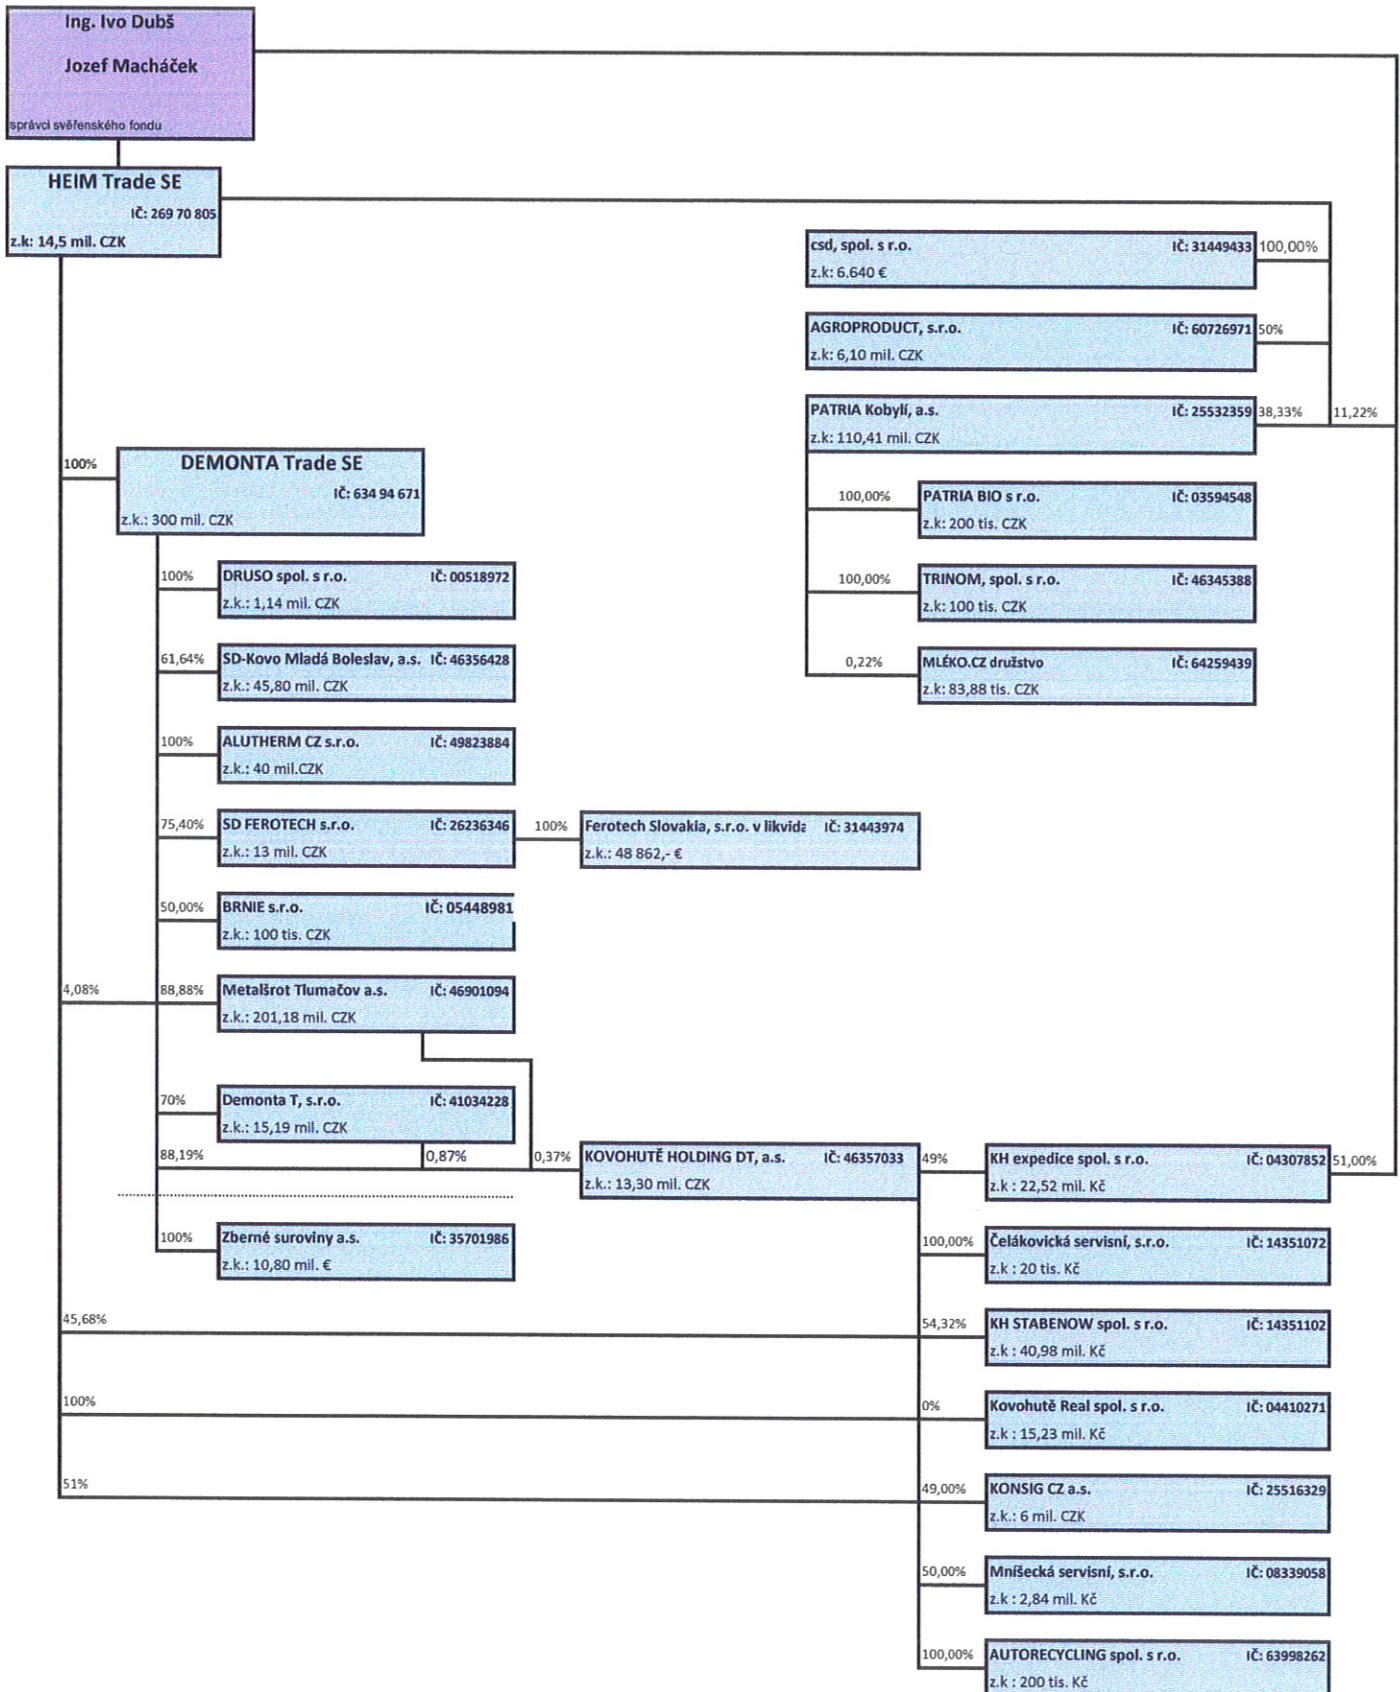 Ing. Ivo Dubš
Jozef Macháček
správci svěřenského fondu
HEIM Trade SE
IČ: 269 70 805
z.k: 14,5 mil. CZK
csd, spol. s r.o. IČ: 31449433 100,00%
z.k: 6.640 €
AGROPRODUCT, s.r.o. IČ: 60726971 50%
z.k: 6,10 mil. CZK
PATRIA Kobylí, a.s. IČ: 25532359 38,33% 11,22%
z.k: 110,41 mil. CZK
100% DEMONTA Trade SE
IČ: 634 94 671
z.k.: 300 mil. CZK
100,00% PATRIA BIO s r.o. IČ: 03594548
z.k: 200 tis. CZK
100,00% TRINOM, spol. s r.o. IČ: 46345388
z.k: 100 tis. CZK
0,22% MLÉKO.CZ družstvo IČ: 64259439
z.k: 83,88 tis. CZK
100% DRUSO spol. s r.o. IČ: 00518972
z.k.: 1,14 mil. CZK
61,64% SD-Kovo Mladá Boleslav, a.s. IČ: 46356428
z.k.: 45,80 mil. CZK
100% ALUTHERM CZ s.r.o. IČ: 49823884
z.k.: 40 mil.CZK
75,40% SD FEROTECH s.r.o. IČ: 26236346 100% Ferotech Slovakia, s.r.o. v likvida IČ: 31443974
z.k.: 13 mil. CZK z.k.: 48 862,- €
50,00% BRNIE s.r.o. IČ: 05448981
z.k.: 100 tis. CZK
4,08% 88,88% Metalšrot Tlumačov a.s. IČ: 46901094
z.k.: 201,18 mil. CZK
70% Demonta T, s.r.o. IČ: 41034228
z.k.: 15,19 mil. CZK
88,19% 0,87% 0,37% KOVOHUTĚ HOLDING DT, a.s. IČ: 46357033 49% KH expedice spol. s r.o. IČ: 04307852 51,00%
z.k.: 13,30 mil. CZK z.k : 22,52 mil. Kč
100% Zberné suroviny a.s. IČ: 35701986 100,00% Čelákovická servisní, s.r.o. IČ: 14351072
z.k.: 10,80 mil. € z.k : 20 tis. Kč
45,68% 54,32% KH STABENOW spol. s r.o. IČ: 14351102
z.k : 40,98 mil. Kč
100% 0% Kovohutě Real spol. s r.o. IČ: 04410271
z.k : 15,23 mil. Kč
51% 49,00% KONSIG CZ a.s. IČ: 25516329
z.k.: 6 mil. CZK
50,00% Mníšecká servisní, s.r.o. IČ: 08339058
z.k : 2,84 mil. Kč
100,00% AUTORECYCLING spol. s r.o. IČ: 63998262
z.k : 200 tis. Kč